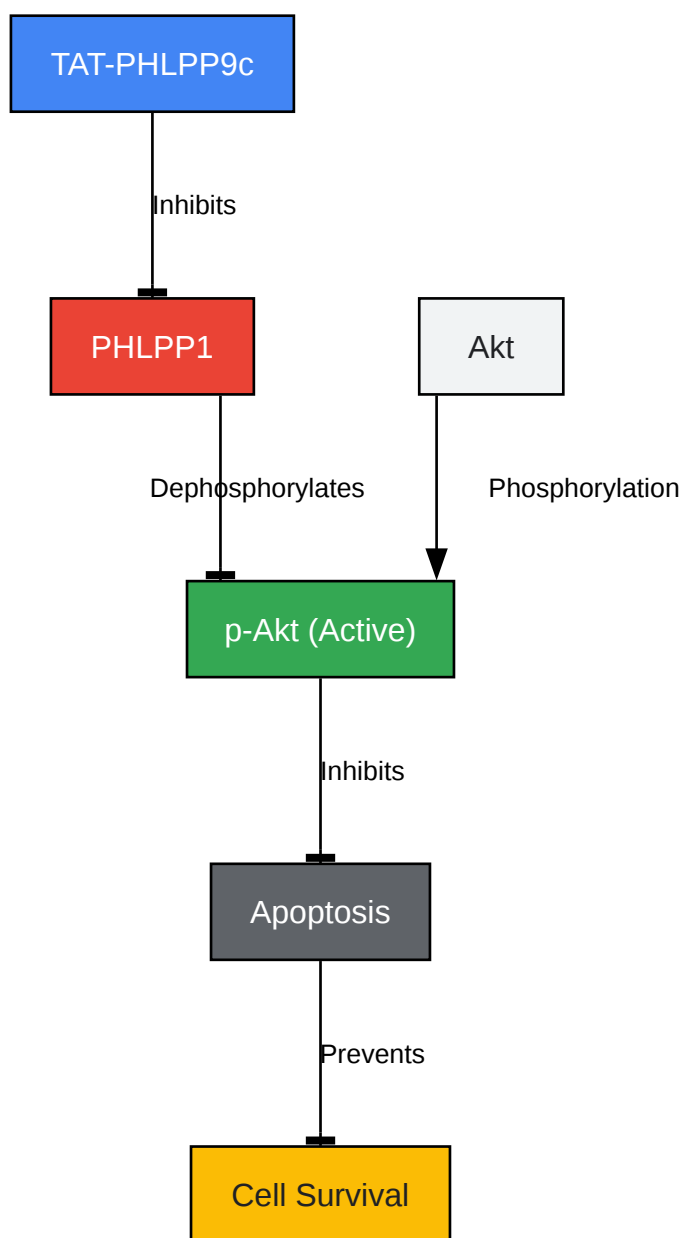 TAT-PHLPP9c
Inhibits
PHLPP1
Akt
Dephosphorylates
Phosphorylation
p-Akt (Active)
Inhibits
Apoptosis
Prevents
Cell Survival